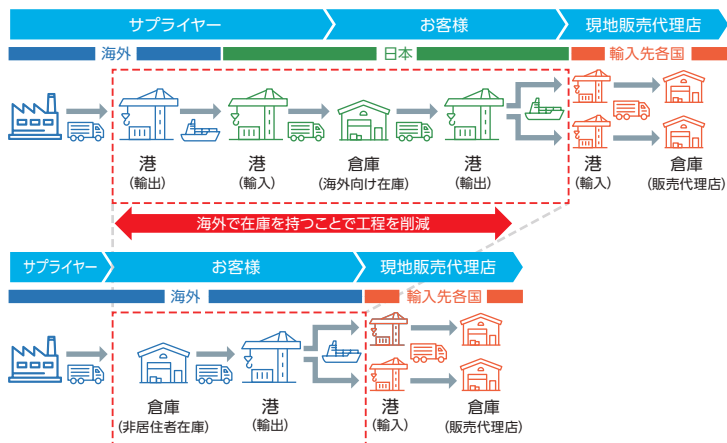 サプライヤー
お客様
現地販売代理店
海外
日本
輸入先各国
港
(輸出)
港
(輸入)
倉庫
(海外向け在庫)
港
(輸出)
港
(輸入)
倉庫
(販売代理店)
海外で在庫を持つことで工程を削減
サプライヤー
お客様
現地販売代理店
海外
輸入先各国
倉庫
(非居住者在庫)
港
(輸出)
港
(輸入)
倉庫
(販売代理店)